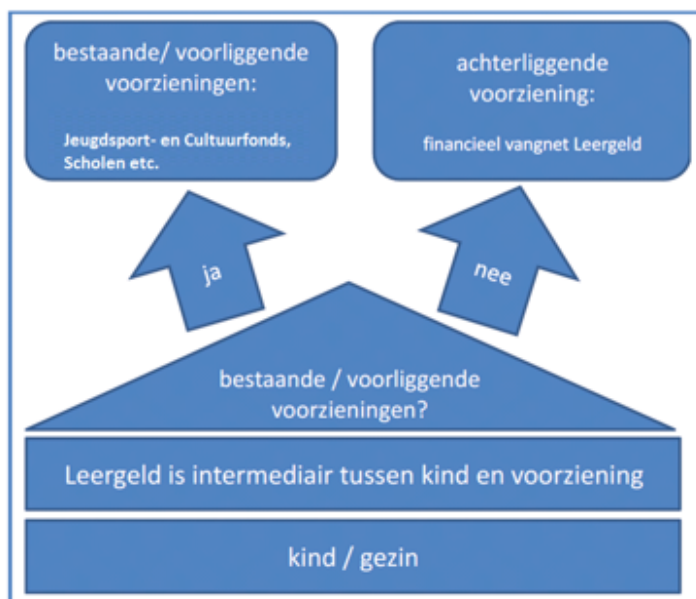 bestaande/ voorliggende
voorzieningen:
Jeugdsport- en Cultuurfonds,
Scholen etc.
achterliggende
voorziening:
financieel vangnet Leergeld
ja
nee
bestaande / voorliggende
voorzieningen?
Leergeld is intermediair tussen kind en voorziening
kind / gezin